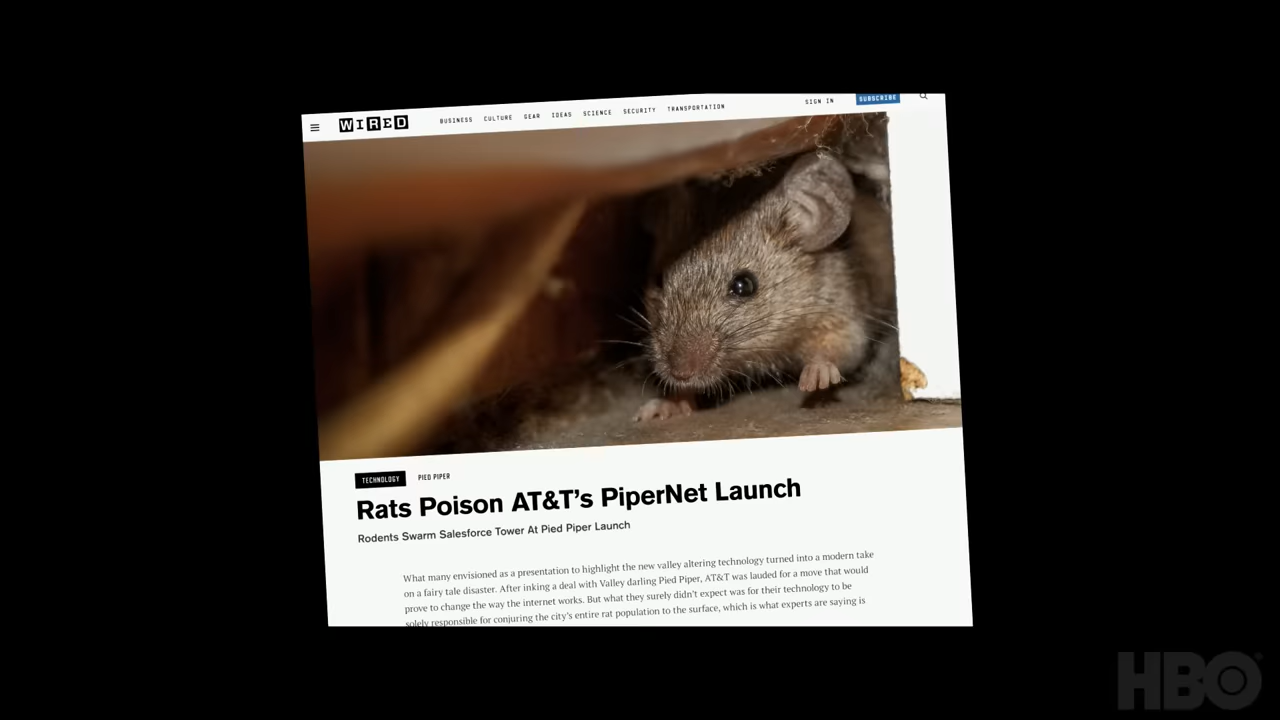 WIRED
BUSINESS CULTURE GEAR IDEAS SCIENCE SECURITY TRANSPORTATION
SIGN IN
SUBSCRIBE
TECHNOLOGY
PIED PIPER
Rats Poison AT&T's PiperNet Launch
Rodents Swarm Salesforce Tower At Pied Piper Launch
What many envisioned as a presentation to highlight the new valley altering technology turned into a modern take
on a fairy tale disaster. After inking a deal with Valley darling Pied Piper, AT&T was lauded for a move that would
prove to change the way the internet works. But what they surely didn't expect was for their technology to be
solely responsible for conjuring the city's entire rat population to the surface, which is what experts are saying is
HBO